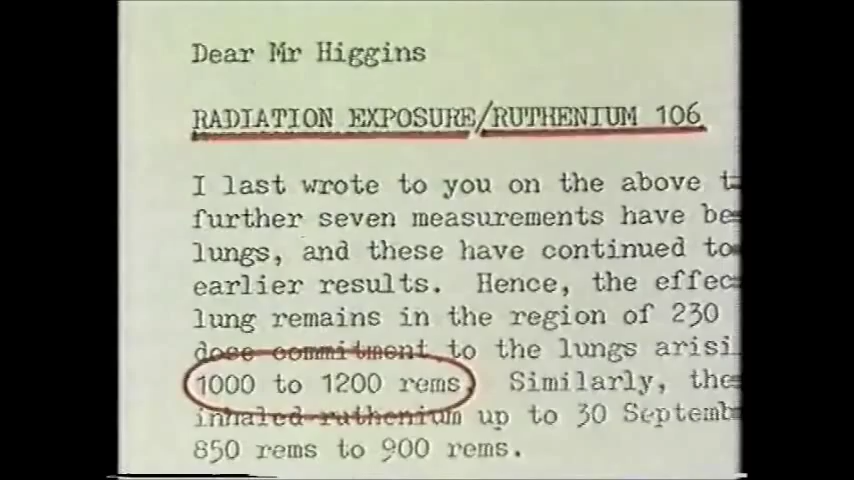 Dear Mr Higgins
RADIATION EXPOSURE/RUTHENIUM 106
I last wrote to you on the above
further seven measurements have
lungs, and these have continued to
earlier results. Hence, the
lung remains in the region of 230
dose commitment to the lungs
1000 to 1200 rems. Similarly,
inhaled ruthenium up to 30
850 rems to 900 rems.